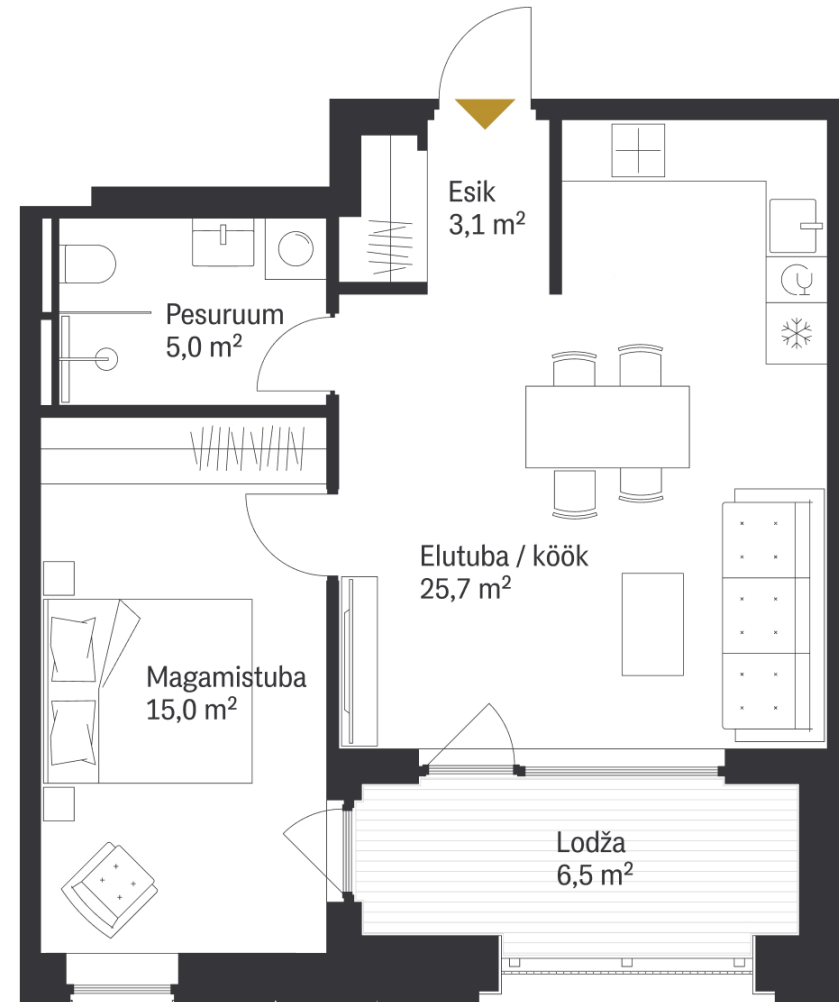 Esik
3,1 m²
Pesuruum
5,0 m²
Elutuba / köök
25,7 m²
Magamistuba
15,0 m²
Lodža
6,5 m²